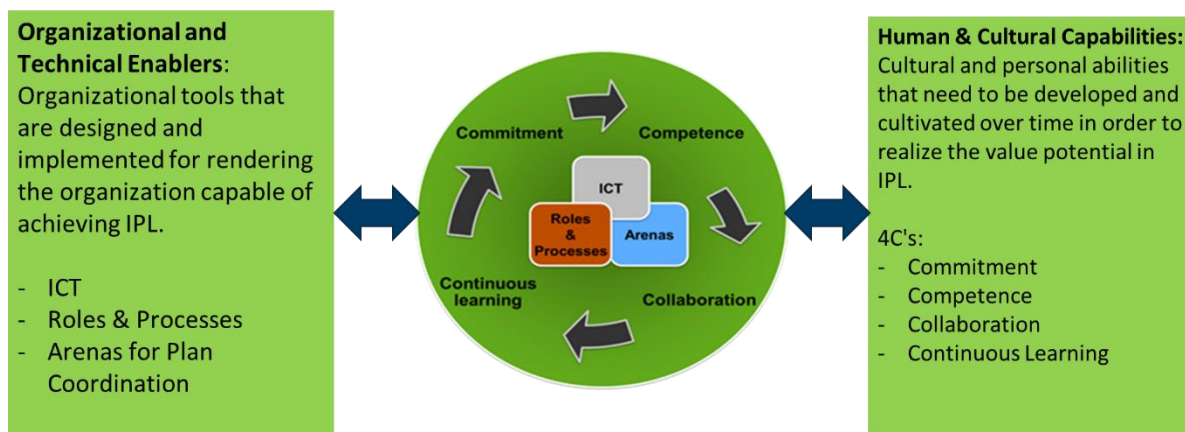 Organizational and
Technical Enablers:
Organizational tools that
are designed and
implemented for rendering
the organization capable of
achieving IPL.
- ICT
- Roles & Processes
- Arenas for Plan
Coordination
Commitment
Competence
ICT
Roles
&
Processes
Arenas
Continuous
learning
Collaboration
Human & Cultural Capabilities:
Cultural and personal abilities
that need to be developed and
cultivated over time in order to
realize the value potential in
IPL.
4C's:
- Commitment
- Competence
- Collaboration
- Continuous Learning